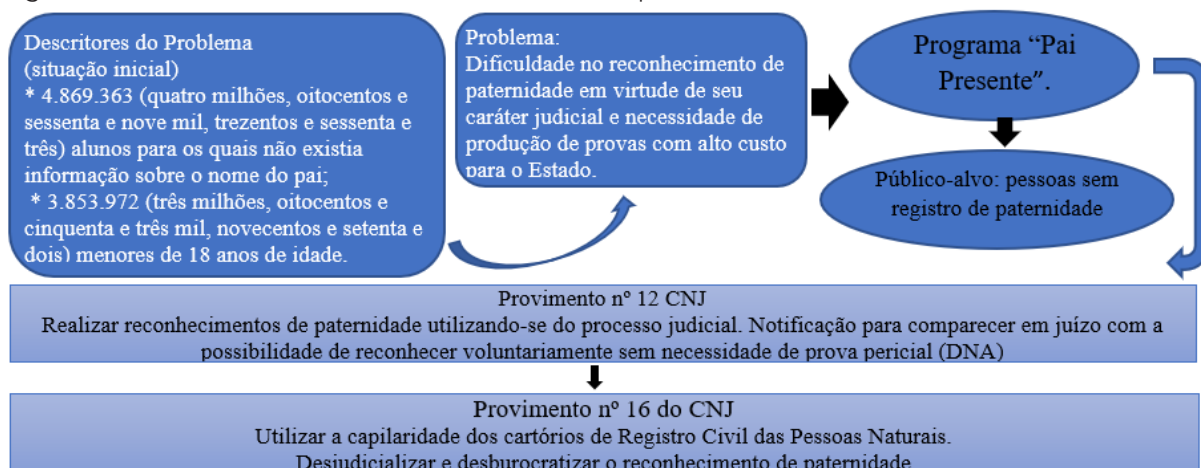 Descritores do Problema
(situação inicial)
* 4.869.363 (quatro milhões, oitocentos e
sessenta e nove mil, trezentos e sessenta e
três) alunos para os quais não existia
informação sobre o nome do pai;
* 3.853.972 (três milhões, oitocentos e
cinquenta e três mil, novecentos e setenta e
dois) menores de 18 anos de idade.
Problema:
Dificuldade no reconhecimento de
paternidade em virtude de seu
caráter judicial e necessidade de
produção de provas com alto custo
para o Estado.
Programa “Pai
Presente”.
Público-alvo: pessoas sem
registro de paternidade
Provimento nº 12 CNJ
Realizar reconhecimentos de paternidade utilizando-se do processo judicial. Notificação para comparecer em juízo com a
possibilidade de reconhecer voluntariamente sem necessidade de prova pericial (DNA)
Provimento nº 16 do CNJ
Utilizar a capilaridade dos cartórios de Registro Civil das Pessoas Naturais.
Desjudicializar e desburocratizar o reconhecimento de paternidade